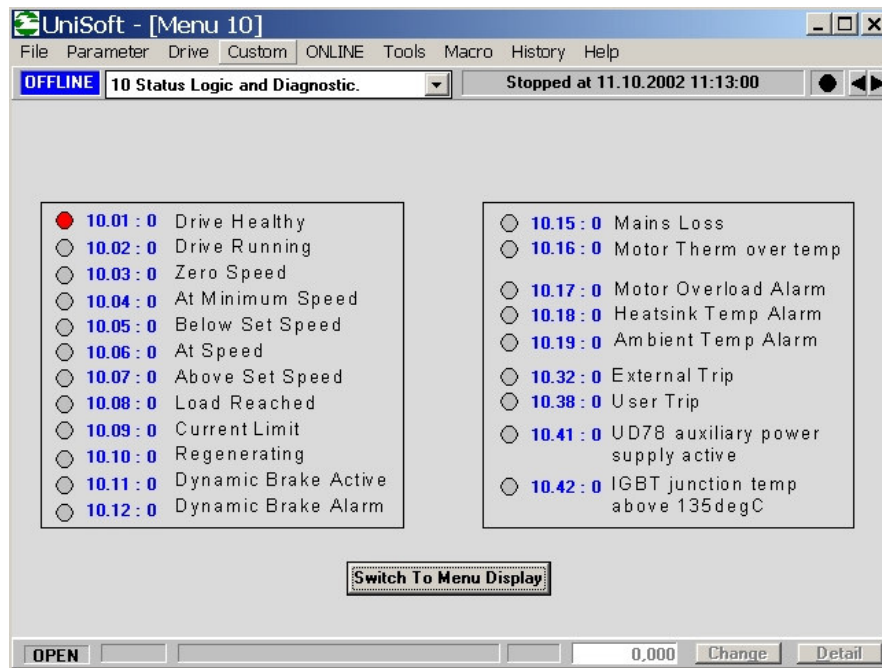 UniSoft - [Menu 10]
File Parameter Drive Custom ONLINE Tools Macro History Help
OFFLINE 10 Status Logic and Diagnostic. Stopped at 11.10.2002 11:13:00
10.01 : 0 Drive Healthy
10.02 : 0 Drive Running
10.03 : 0 Zero Speed
10.04 : 0 At Minimum Speed
10.05 : 0 Below Set Speed
10.06 : 0 At Speed
10.07 : 0 Above Set Speed
10.08 : 0 Load Reached
10.09 : 0 Current Limit
10.10 : 0 Regenerating
10.11 : 0 Dynamic Brake Active
10.12 : 0 Dynamic Brake Alarm
10.15 : 0 Mains Loss
10.16 : 0 Motor Therm over temp
10.17 : 0 Motor Overload Alarm
10.18 : 0 Heatsink Temp Alarm
10.19 : 0 Ambient Temp Alarm
10.32 : 0 External Trip
10.38 : 0 User Trip
10.41 : 0 UD78 auxiliary power
supply active
10.42 : 0 IGBT junction temp
above 135degC
Switch To Menu Display
OPEN 0,000 Change Detail